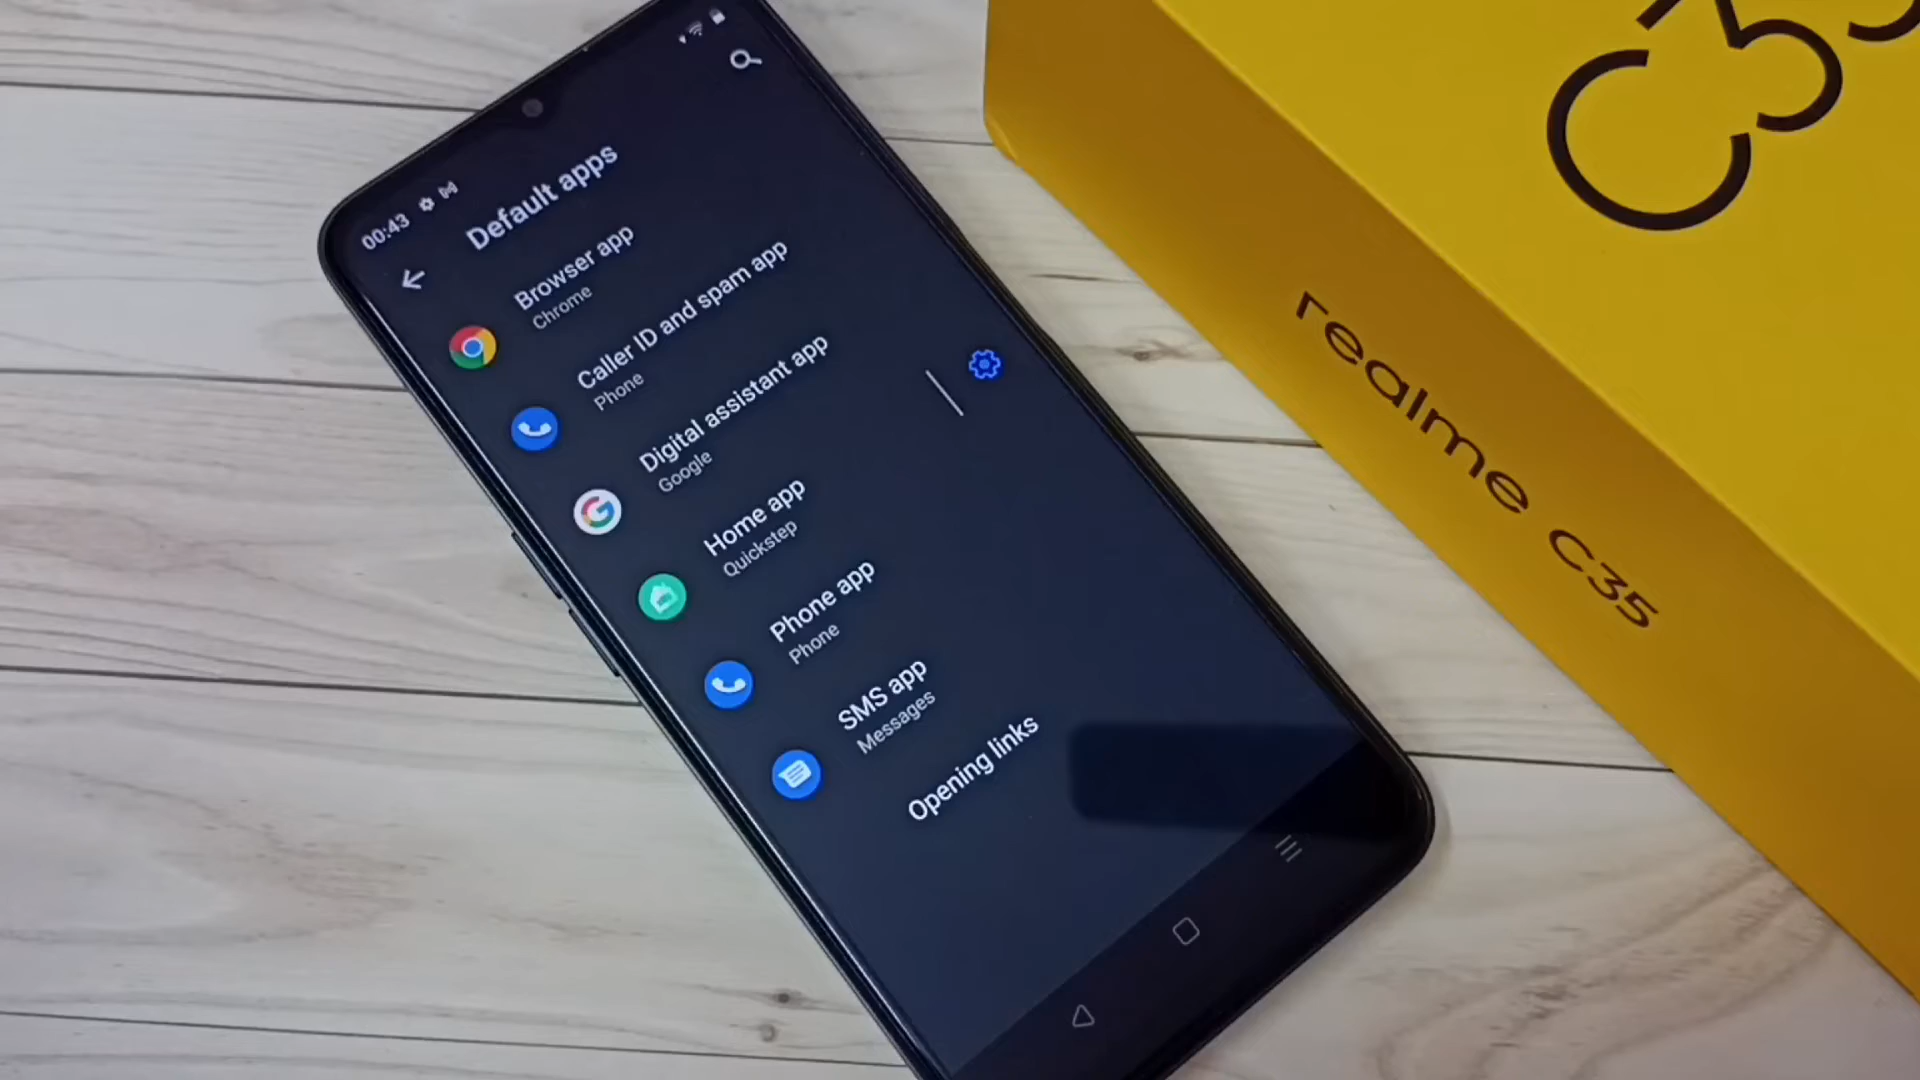 00:43
Default apps
Browser app
Chrome
Caller ID and spam app
Phone
Digital assistant app
Google
Home app
Quickstep
Phone app
Phone
SMS app
Messages
Opening links
realme C35
C35